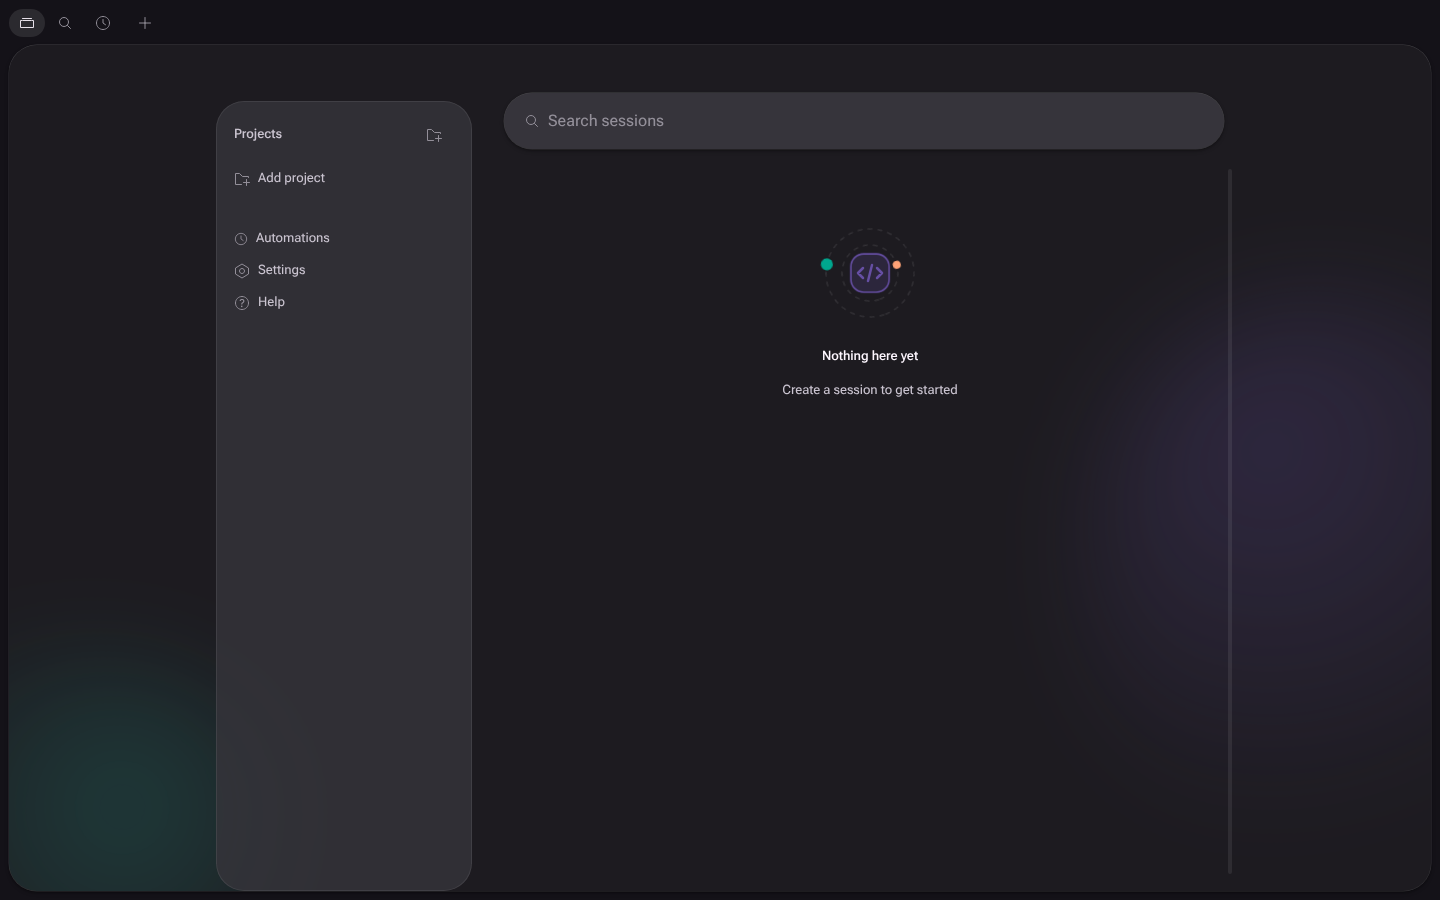 Search sessions
Projects
Add project
Automations
Settings
Help
Nothing here yet
Create a session to get started